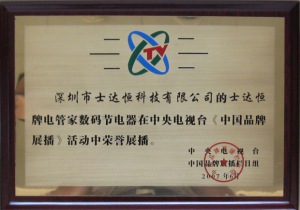 TV
深圳市士达恒科技有限公司的士达恒
牌电管家数码节电器在中央电视台《中国品牌
展播》活动中荣誉展播。
中央电视台
中国品牌展播栏目组